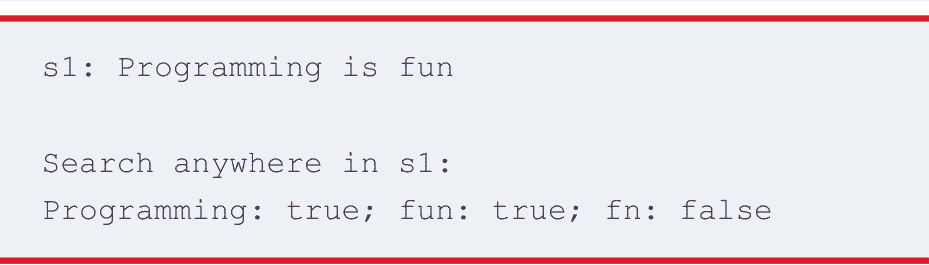 s1: Programming is fun
Search anywhere in s1:
Programming: true; fun: true; fn: false